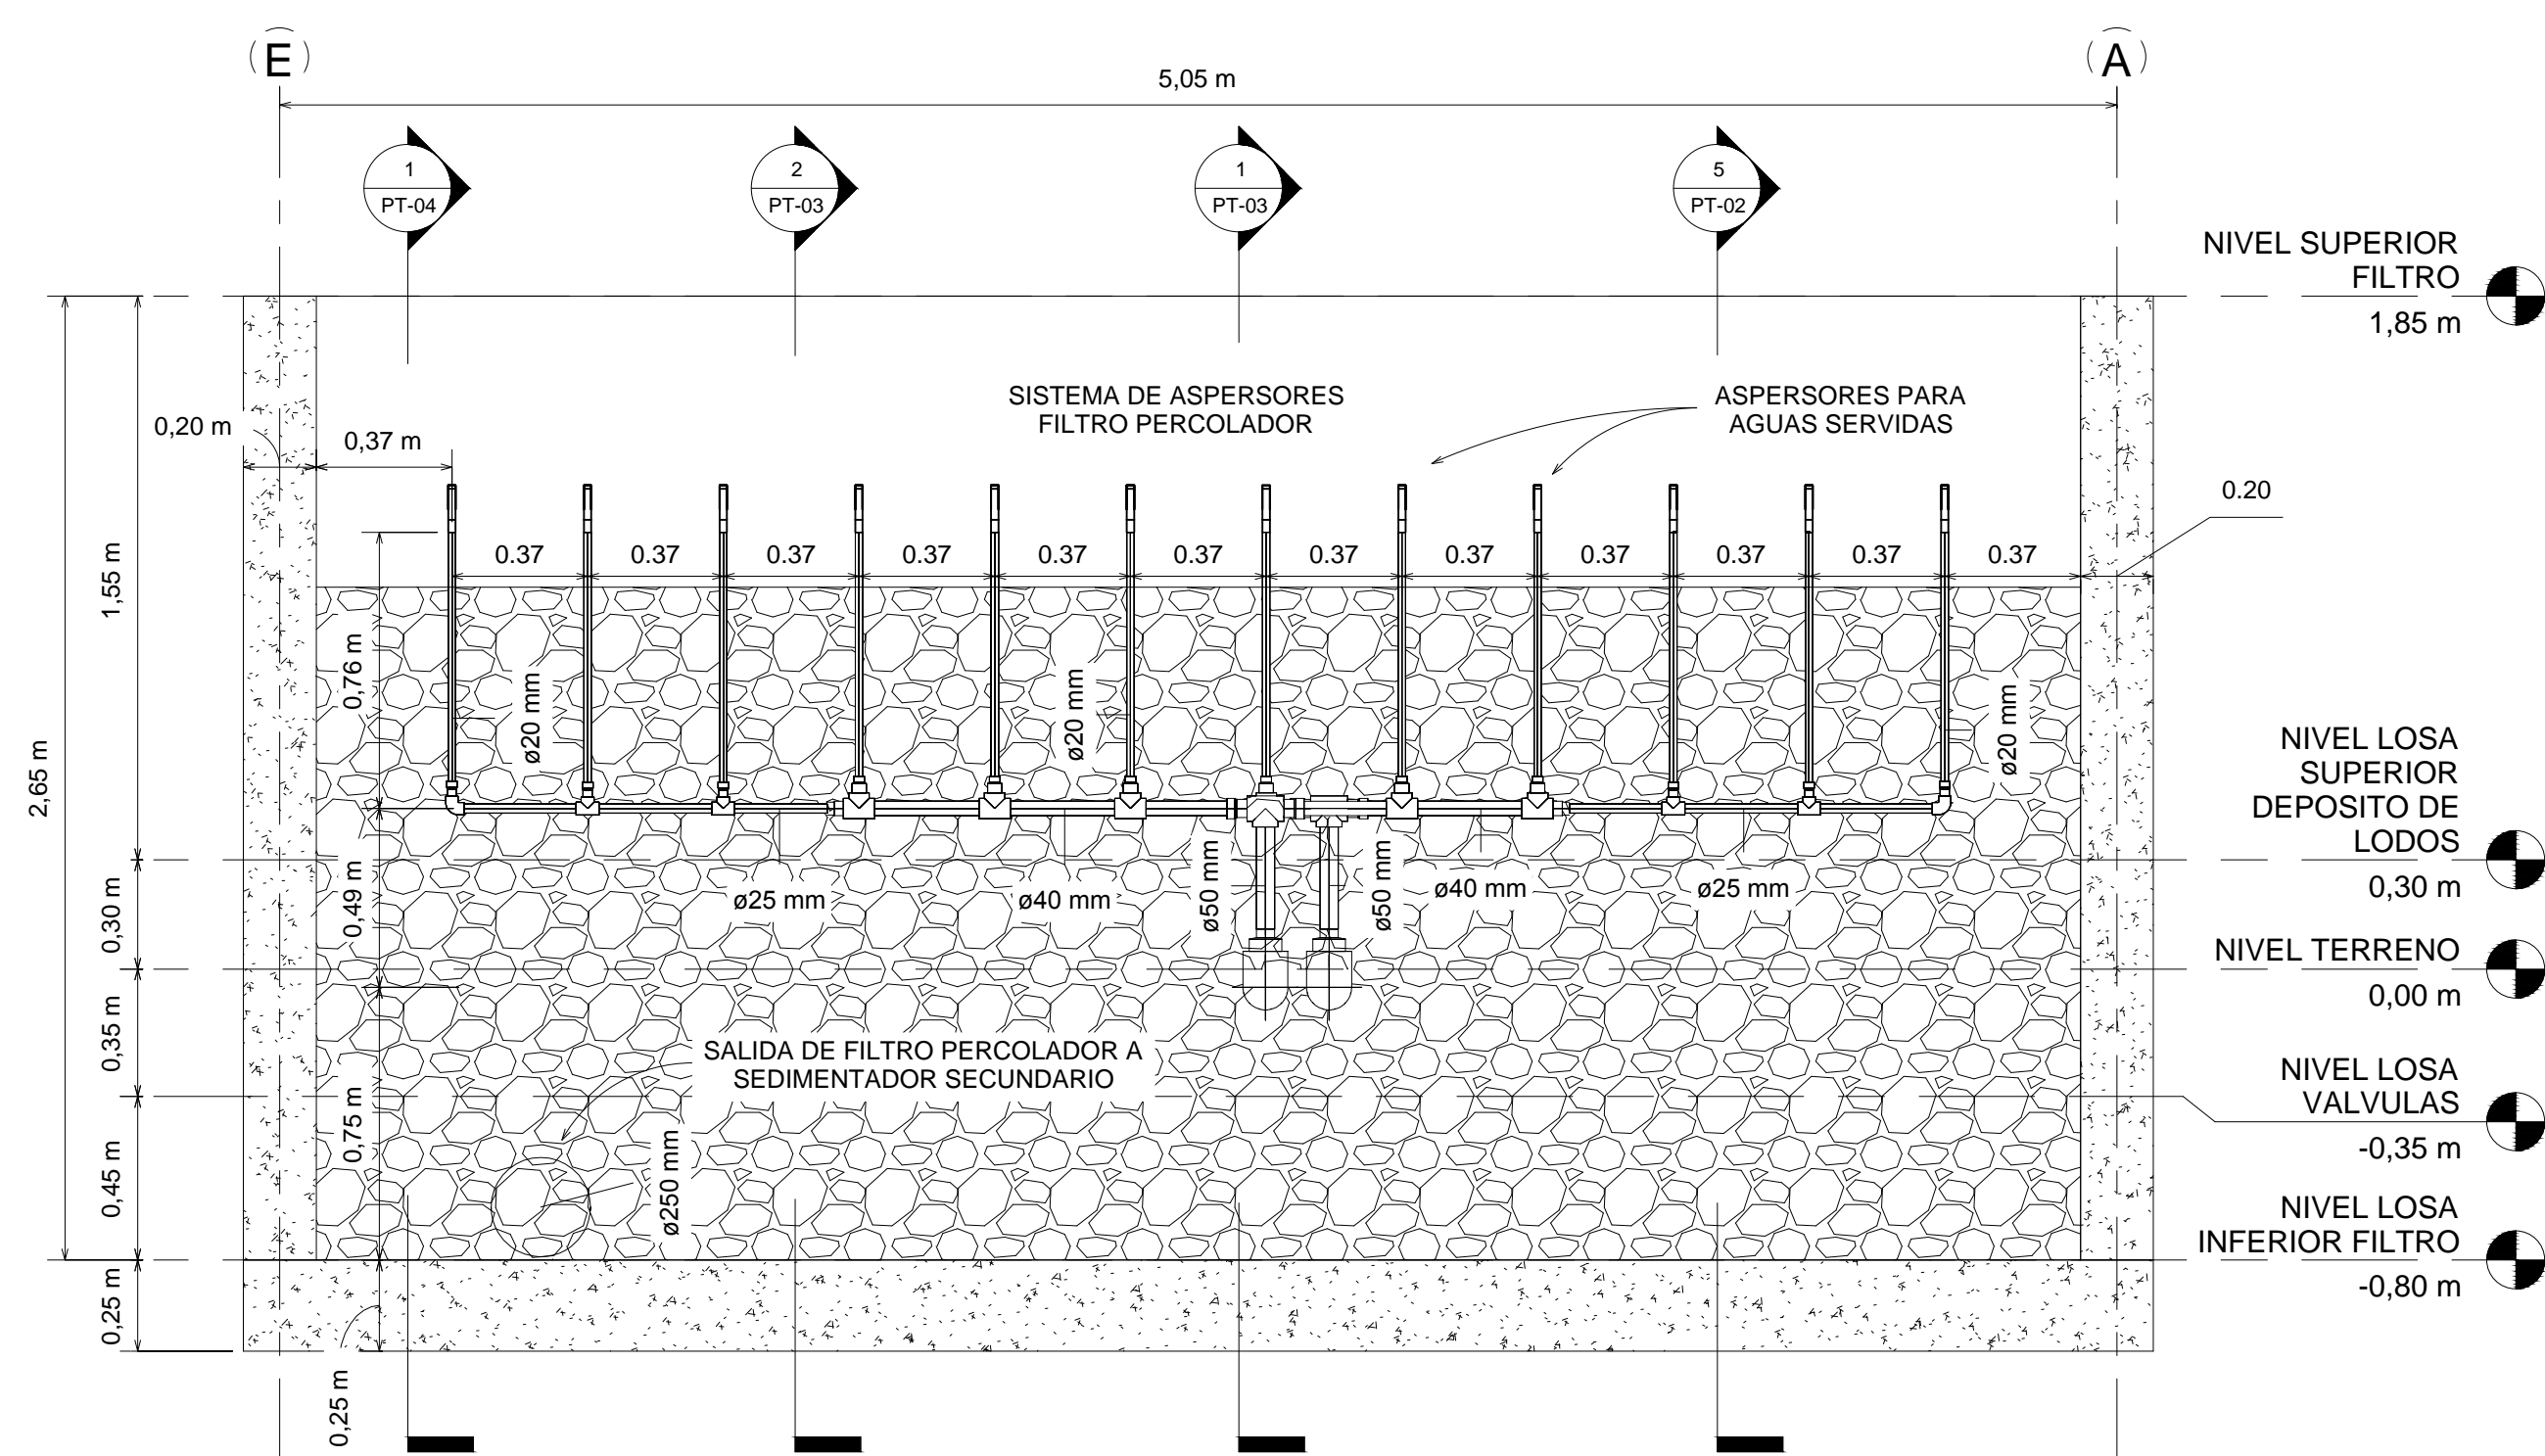 E
A
5,05 m
1
PT-04
2
PT-03
1
PT-03
5
PT-02
NIVEL SUPERIOR
FILTRO
1,85 m
SISTEMA DE ASPERSORES
FILTRO PERCOLADOR
ASPERSORES PARA
AGUAS SERVIDAS
0,20 m
0,37 m
0.20
0.37
0.37
0.37
0.37
0.37
0.37
0.37
0.37
0.37
0.37
0.37
0.37
2,65 m
1,55 m
0,30 m
0,35 m
0,45 m
0,25 m
0,76 m
0,49 m
0,75 m
0,25 m
ø20 mm
ø20 mm
ø20 mm
ø25 mm
ø40 mm
ø50 mm
ø50 mm
ø40 mm
ø25 mm
NIVEL LOSA
SUPERIOR
DEPOSITO DE
LODOS
0,30 m
NIVEL TERRENO
0,00 m
SALIDA DE FILTRO PERCOLADOR A
SEDIMENTADOR SECUNDARIO
ø250 mm
NIVEL LOSA
VALVULAS
-0,35 m
NIVEL LOSA
INFERIOR FILTRO
-0,80 m